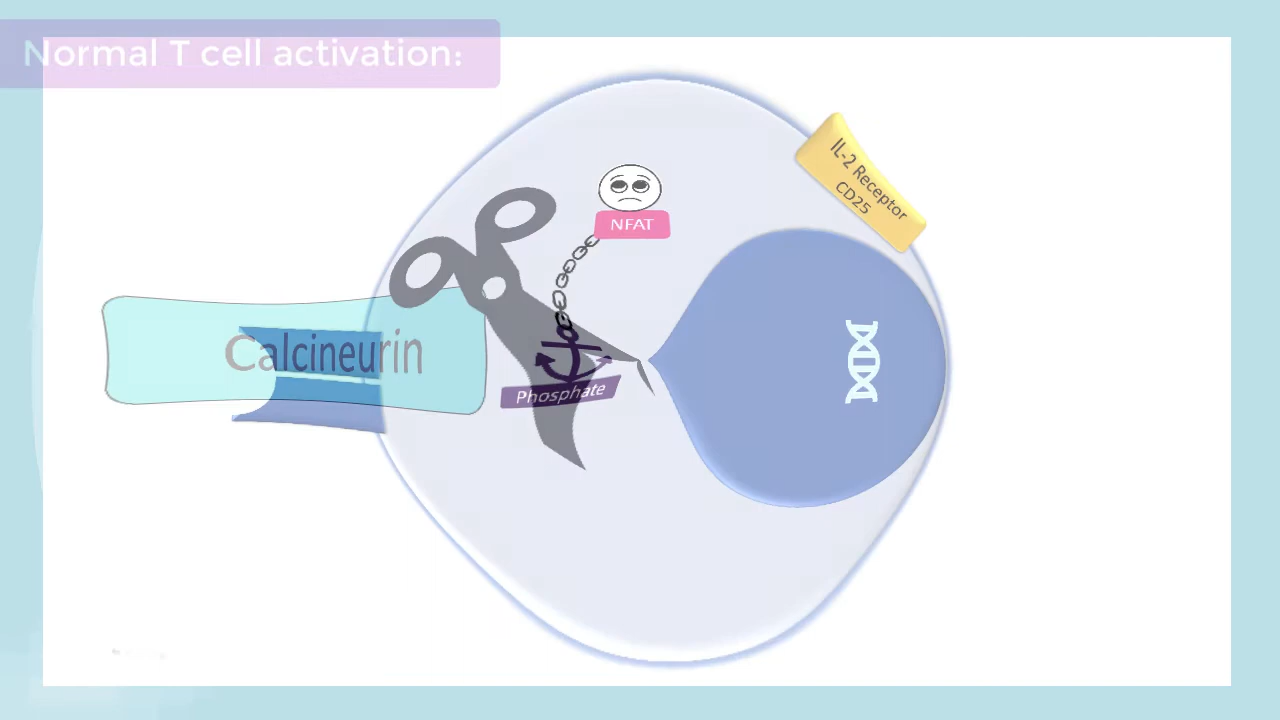 Normal T cell activation:
IL-2 Receptor
CD25
NFAT
Calcineurin
Phosphate